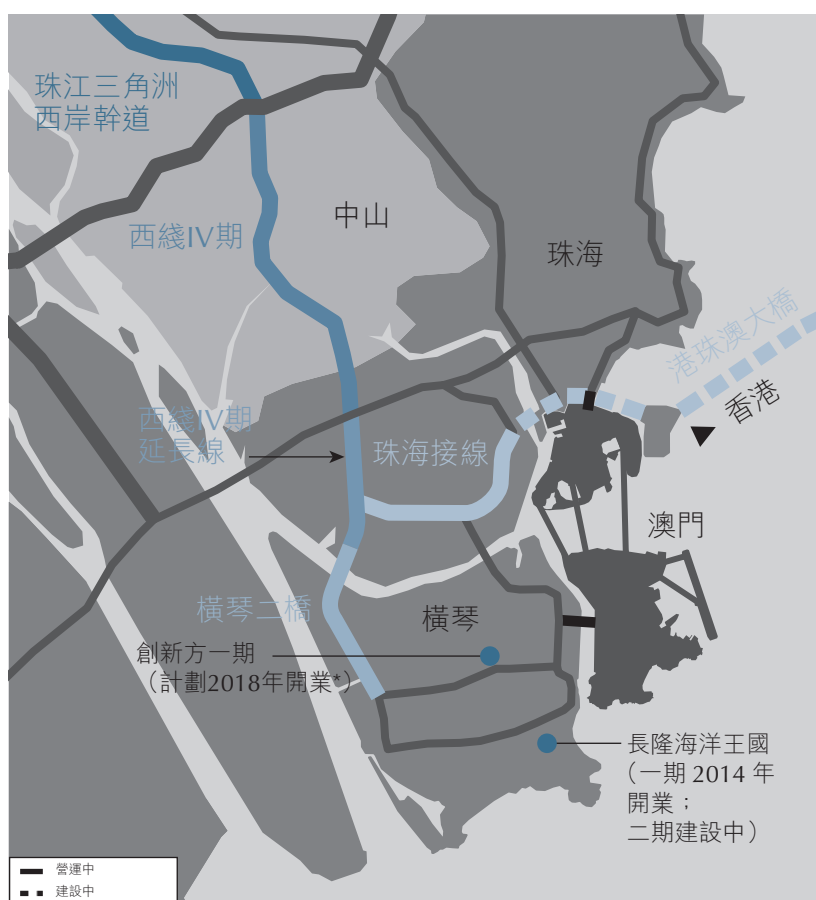 珠江三角洲
西岸幹道
中山
西綫IV期
珠海
港珠澳大橋
香港
西綫IV期
延長線
珠海接線
澳門
橫琴二橋
橫琴
創新方一期
（計劃2018年開業*）
長隆海洋王國
（一期 2014 年
開業；
二期建設中）
營運中
建設中